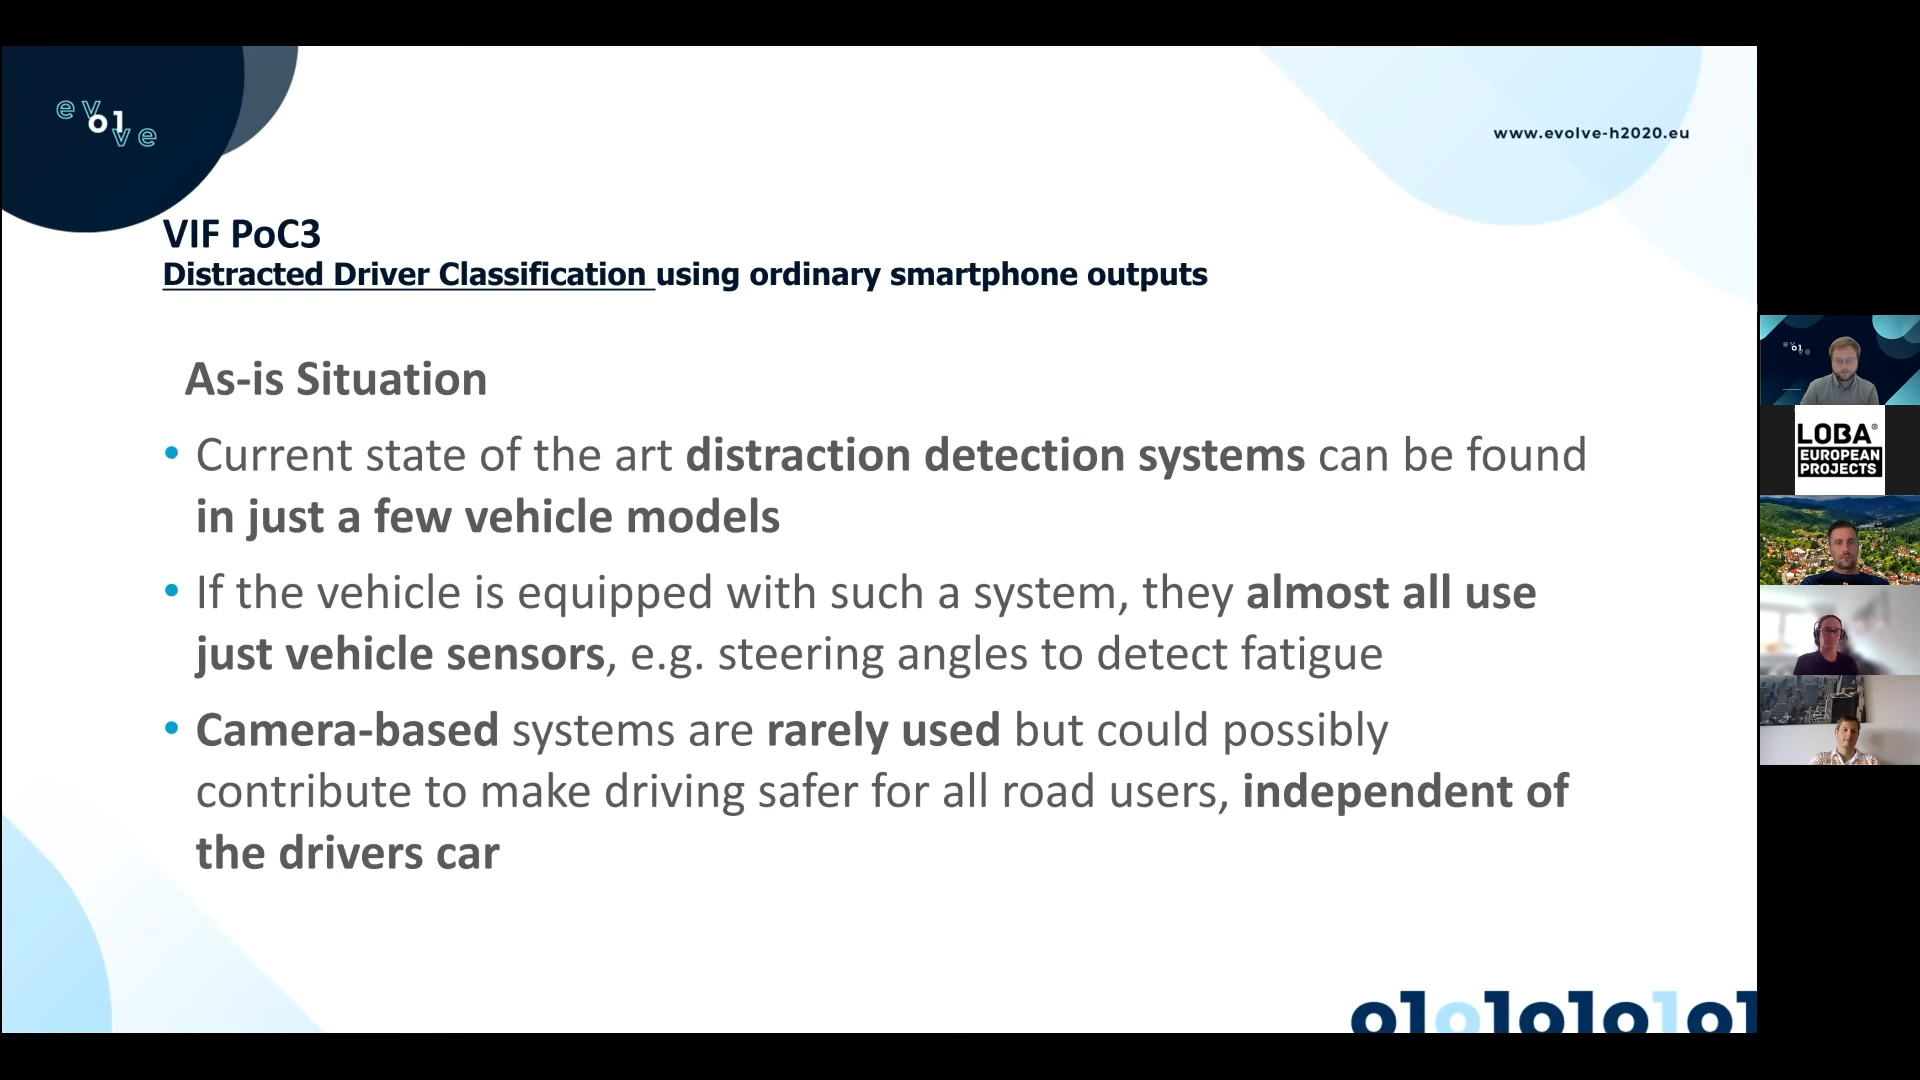 ev
o1
ve
www.evolve-h2020.eu
VIF PoC3
Distracted Driver Classification using ordinary smartphone outputs
As-is Situation
• Current state of the art distraction detection systems can be found
in just a few vehicle models
• If the vehicle is equipped with such a system, they almost all use
just vehicle sensors, e.g. steering angles to detect fatigue
• Camera-based systems are rarely used but could possibly
contribute to make driving safer for all road users, independent of
the drivers car
o1o1o1o1o1
LOBA®
EUROPEAN
PROJECTS